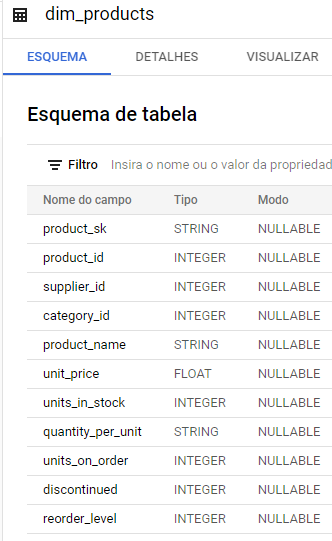 dim_products
ESQUEMA DETALHES VISUALIZAR
Esquema de tabela
Filtro Insira o nome ou o valor da propriedad
Nome do campo Tipo Modo
product_sk STRING NULLABLE
product_id INTEGER NULLABLE
supplier_id INTEGER NULLABLE
category_id INTEGER NULLABLE
product_name STRING NULLABLE
unit_price FLOAT NULLABLE
units_in_stock INTEGER NULLABLE
quantity_per_unit STRING NULLABLE
units_on_order INTEGER NULLABLE
discontinued INTEGER NULLABLE
reorder_level INTEGER NULLABLE